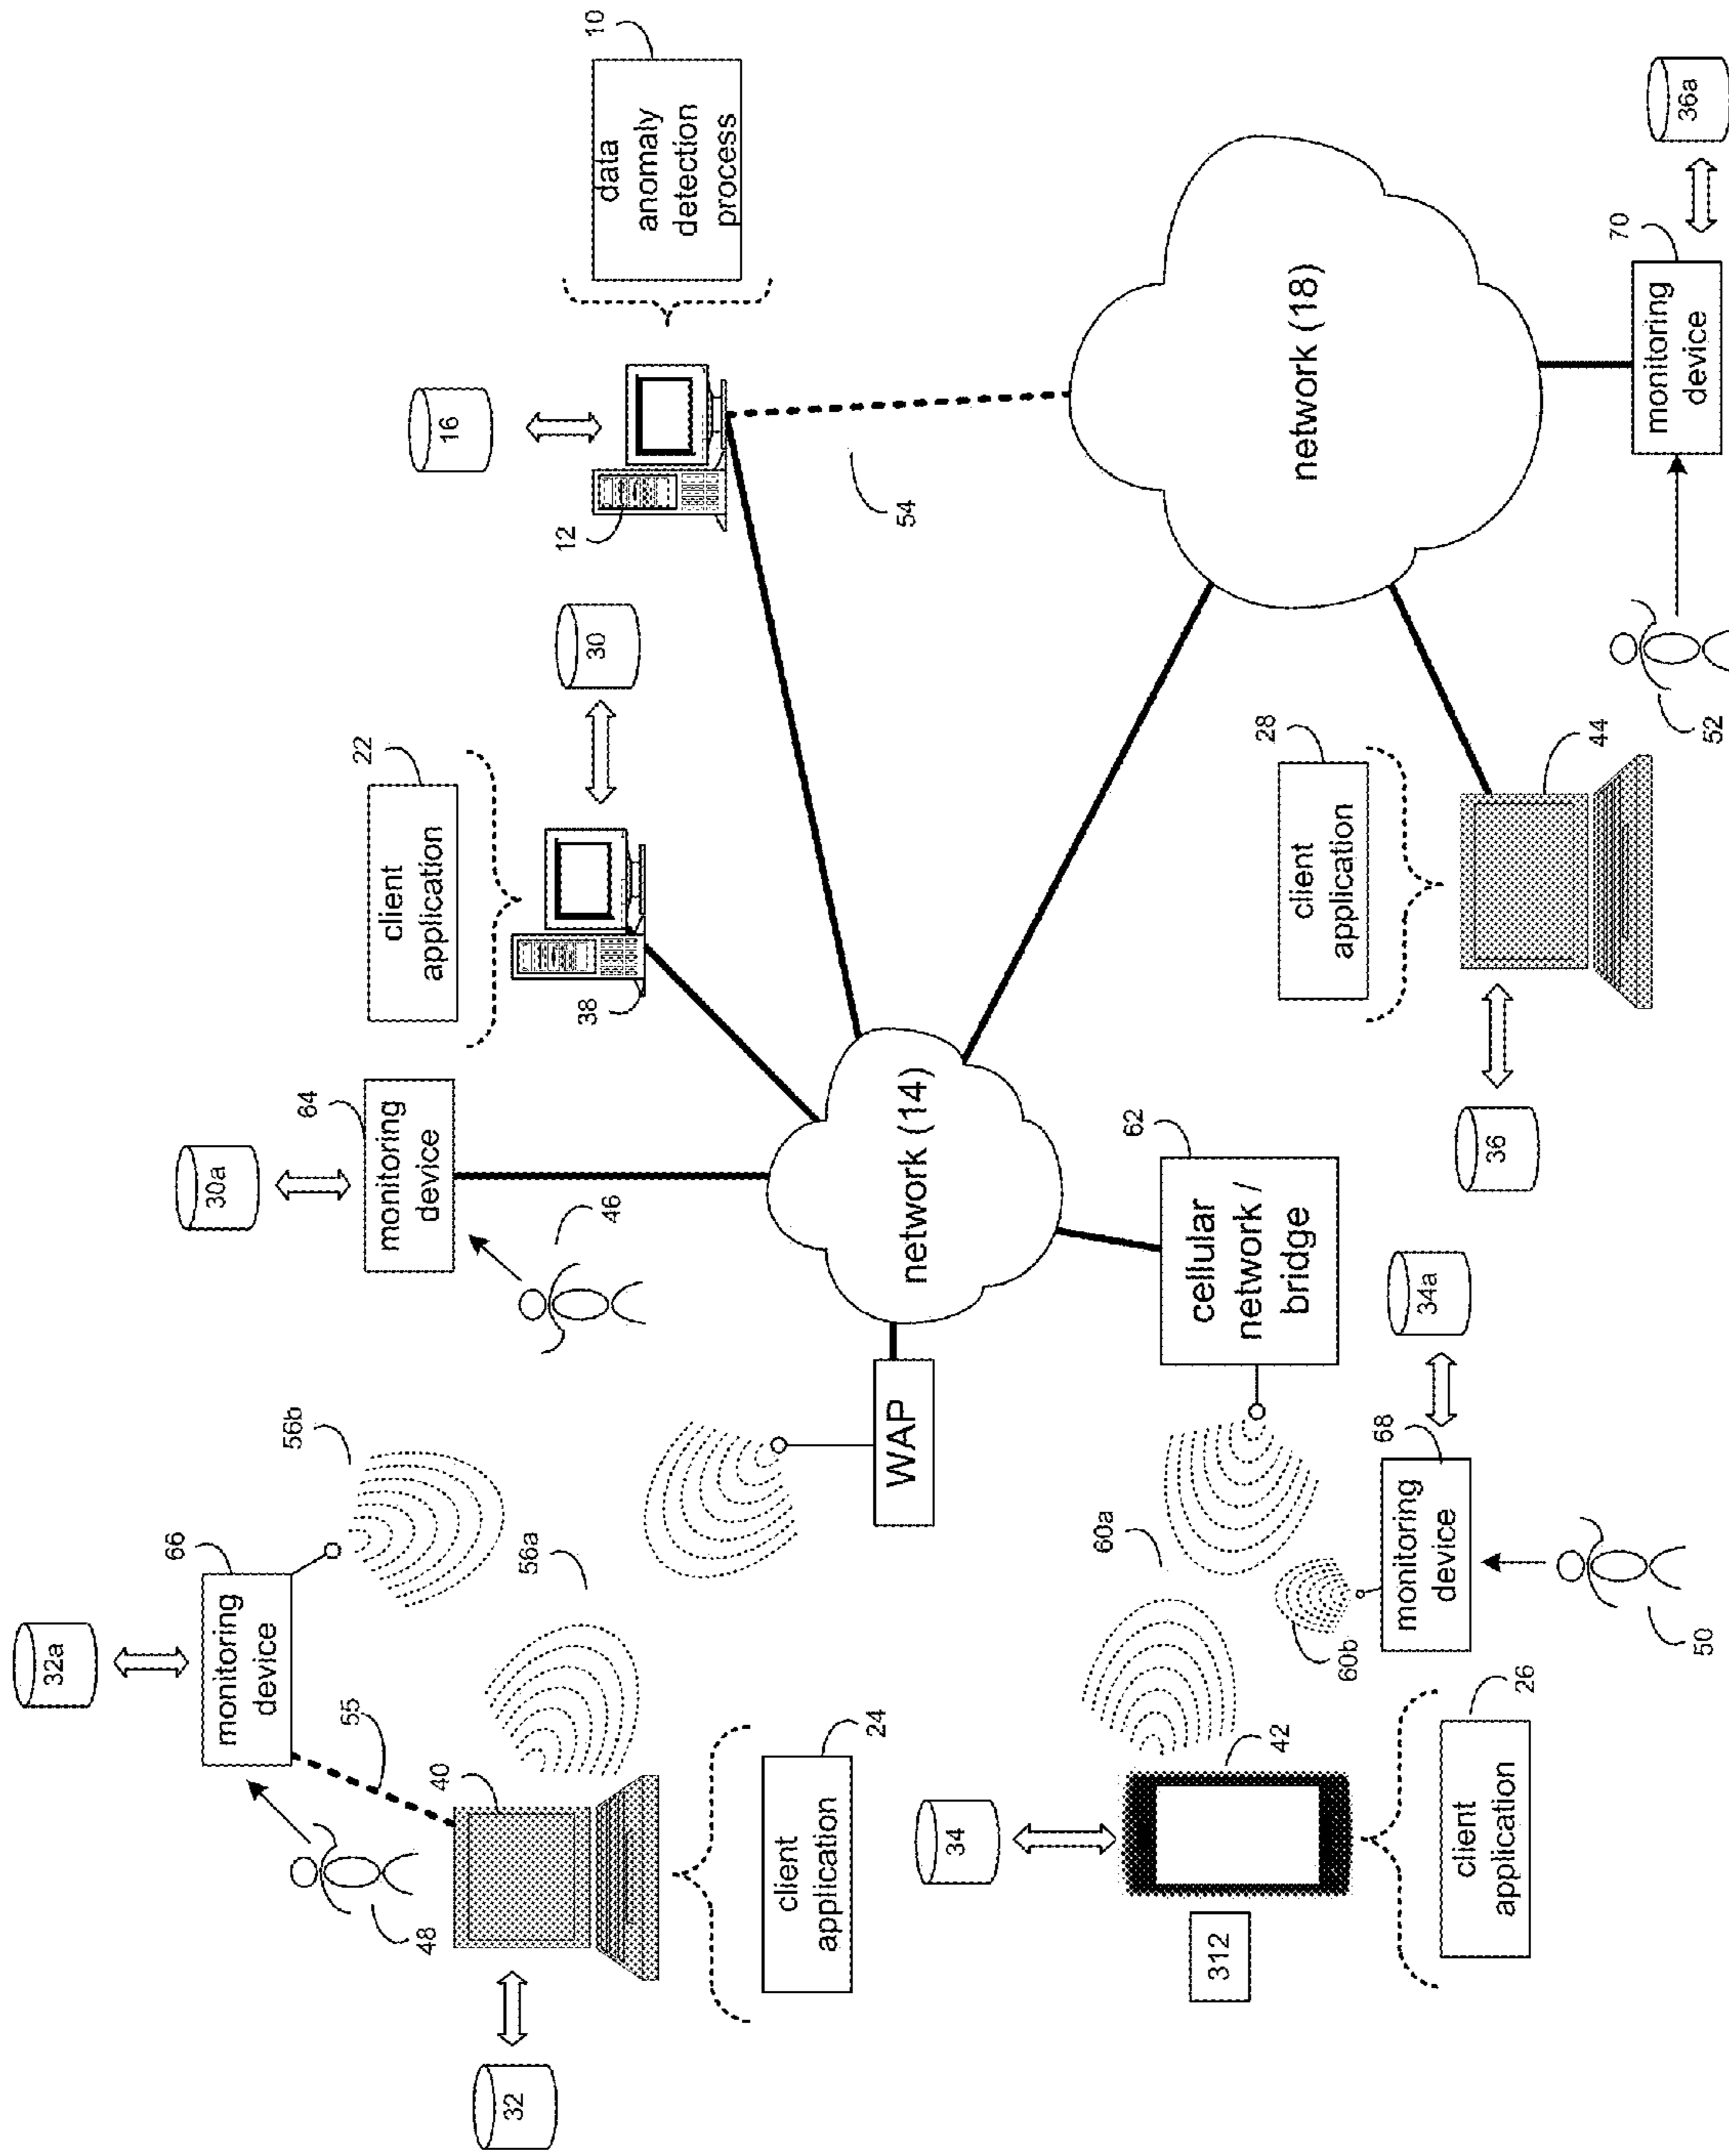 32a
30a
66
monitoring
device
56b
64
monitoring
device
55
22
client
application
48
40
16
32
56a
46
38
30
12
10
data
anomaly
detection
process
24
client
application
WAP
network (14)
54
34
60a
62
cellular
network /
bridge
312
42
28
client
application
network (18)
60b
68
monitoring
device
34a
36
26
client
application
44
70
monitoring
device
36a
50
52